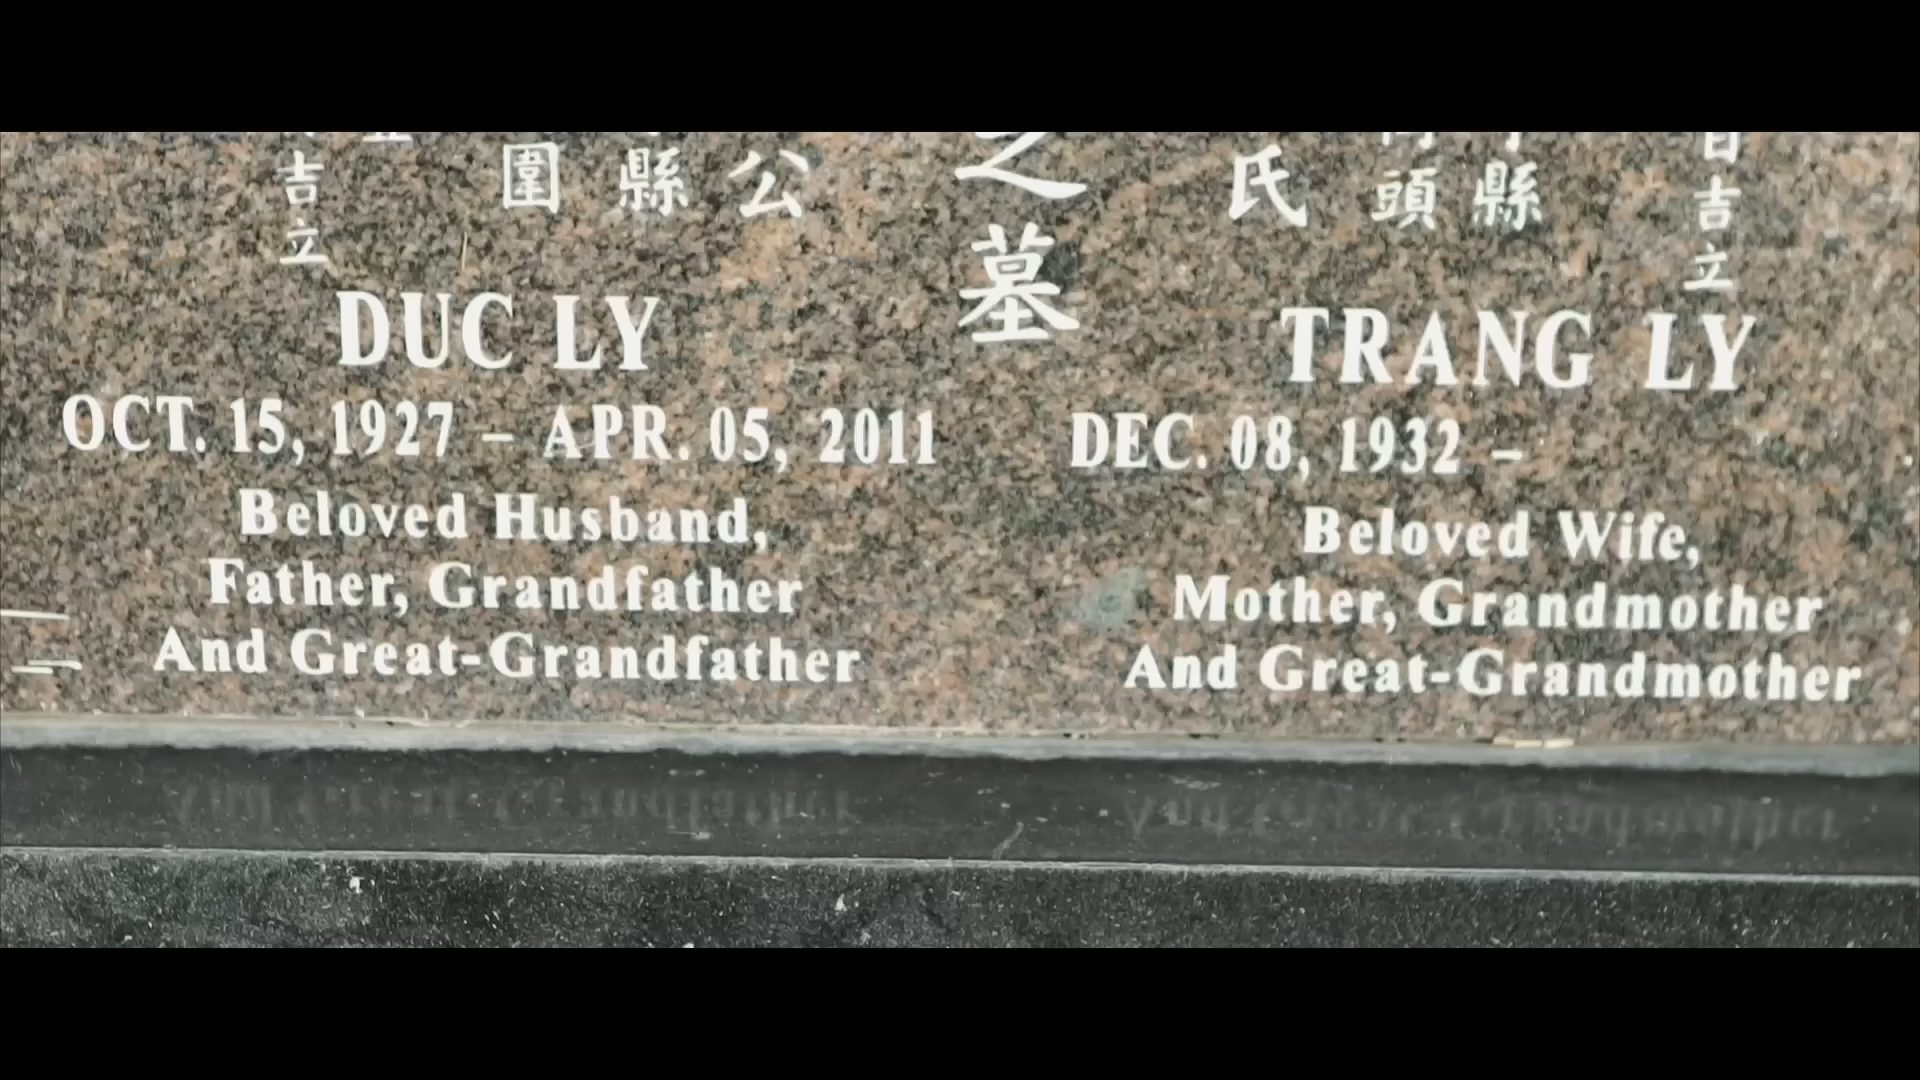 吉立
圍
縣
公
之墓
氏
頭
縣
吉立
DUC LY
OCT. 15, 1927 – APR. 05, 2011
Beloved Husband,
Father, Grandfather
And Great-Grandfather
TRANG LY
DEC. 08, 1932 –
Beloved Wife,
Mother, Grandmother
And Great-Grandmother